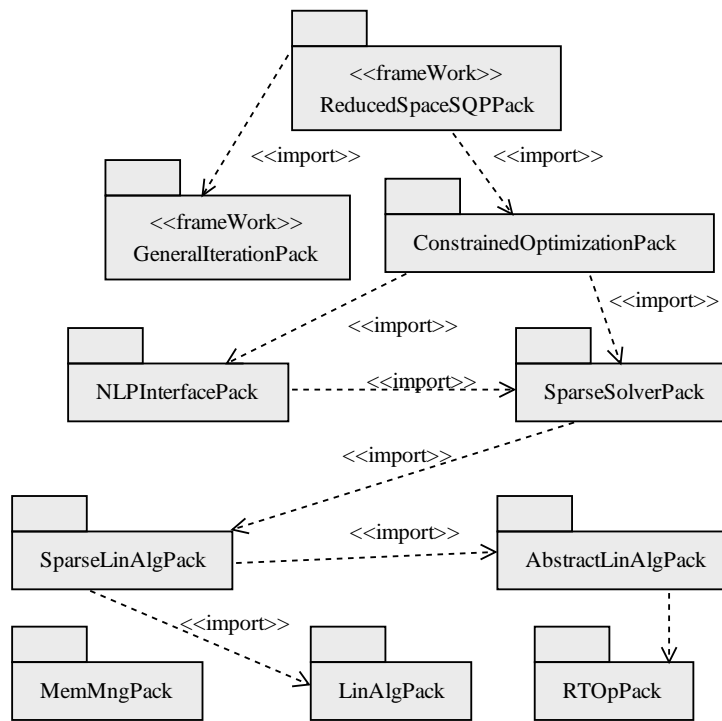 <<frameWork>>
ReducedSpaceSQPPack
<<import>>
<<import>>
<<frameWork>>
GeneralIterationPack
ConstrainedOptimizationPack
<<import>>
<<import>>
NLPInterfacePack
<<import>>
SparseSolverPack
<<import>>
SparseLinAlgPack
<<import>>
AbstractLinAlgPack
<<import>>
MemMngPack
LinAlgPack
RTOpPack